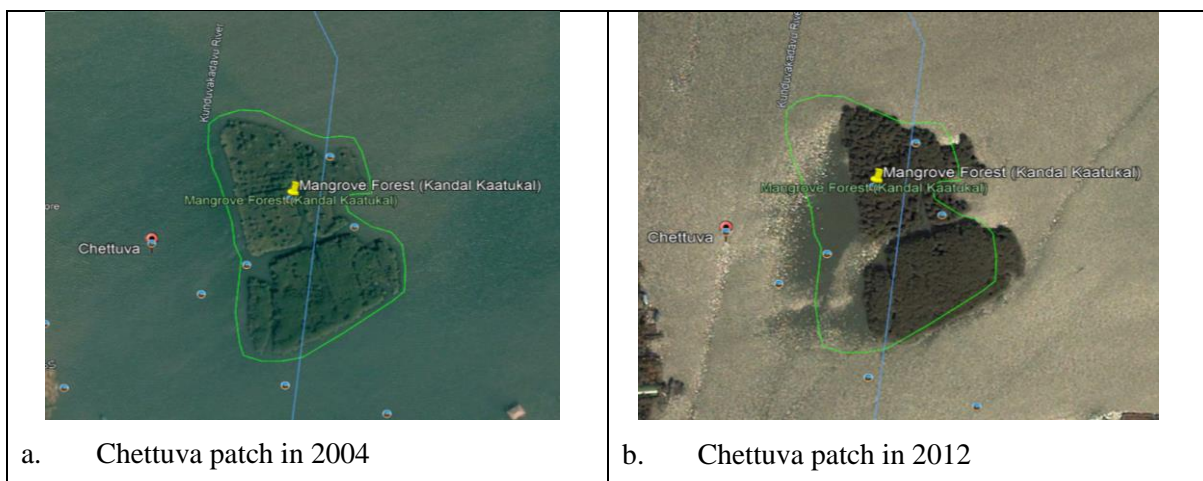 Kunduvakadavu River
Mangrove Forest (Kandal Kaatukal)
Mangrove Forest (Kandal Kaatukal)
Chettuva
a. Chettuva patch in 2004
Kunduvakadavu River
Mangrove Forest (Kandal Kaatukal)
Mangrove Forest (Kandal Kaatukal)
Chettuva
b. Chettuva patch in 2012